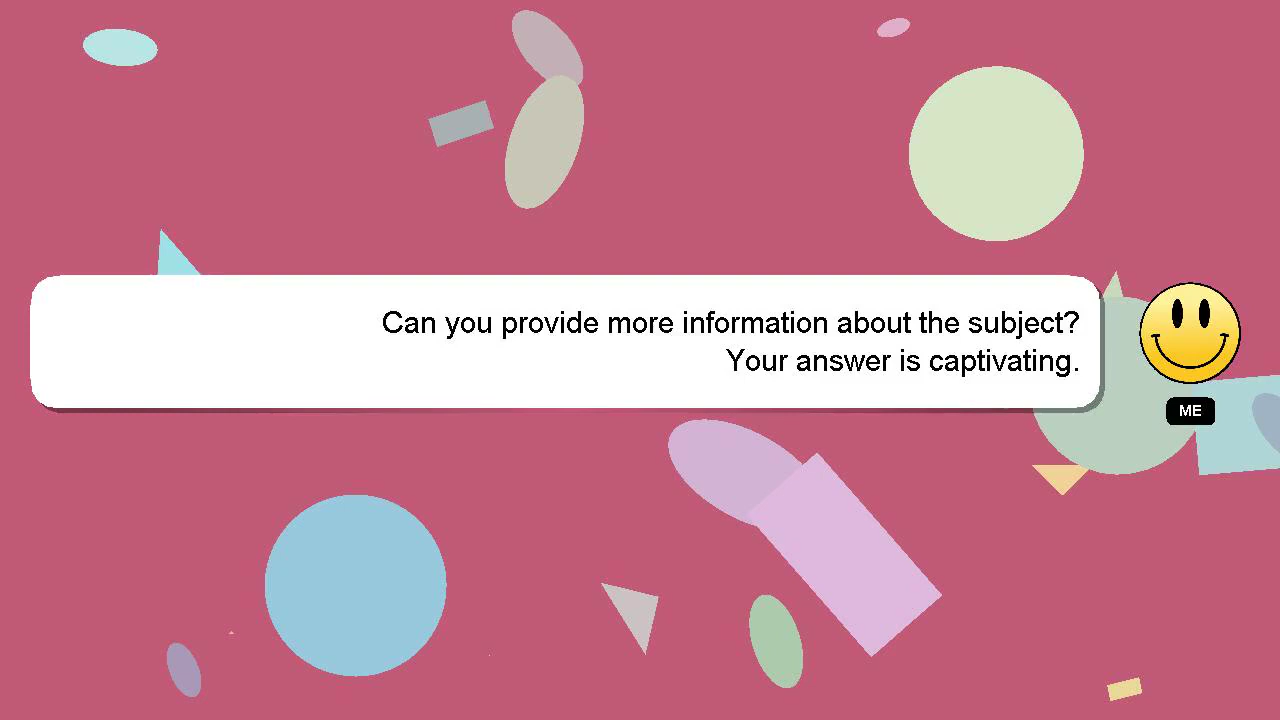 Can you provide more information about the subject?
Your answer is captivating.
ME